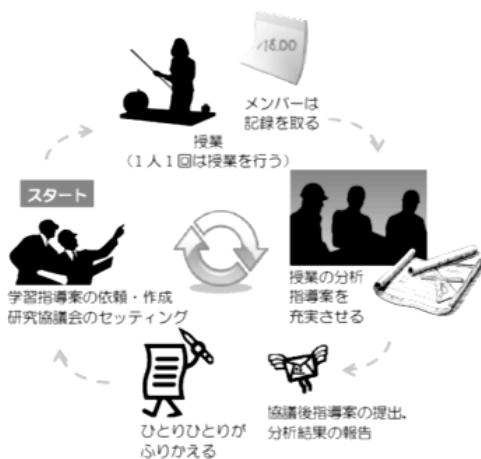 /18.00
メンバーは
記録を取る
授業
（１人１回は授業を行う）
スタート
学習指導案の依頼・作成
研究協議会のセッティング
授業の分析
指導案を
充実させる
協議後指導案の提出，
分析結果の報告
ひとりひとりが
ふりかえる